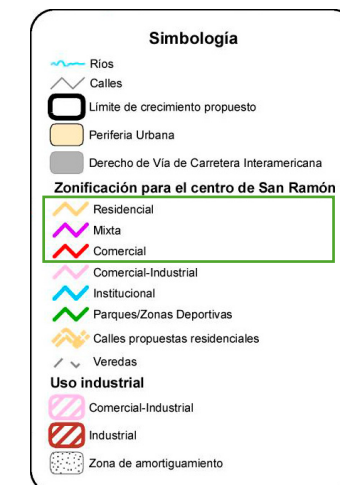 Simbología
Ríos
Calles
Límite de crecimiento propuesto
Periferia Urbana
Derecho de Vía de Carretera Interamericana
Zonificación para el centro de San Ramón
Residencial
Mixta
Comercial
Comercial-Industrial
Institucional
Parques/Zonas Deportivas
Calles propuestas residenciales
Veredas
Uso industrial
Comercial-Industrial
Industrial
Zona de amortiguamiento